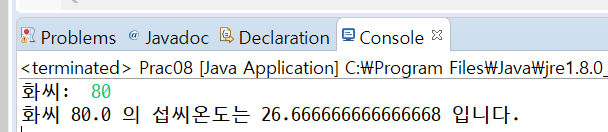 Problems @ Javadoc Declaration Console
<terminated> Prac08 [Java Application] C:₩Program Files₩Java₩jre1.8.0_
화씨: 80
화씨 80.0 의 섭씨온도는 26.666666666666668 입니다.